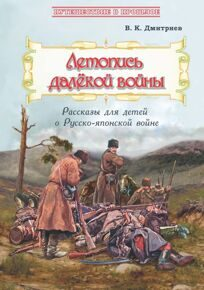 ПУТЕШЕСТВИЕ В ПРОШЛОЕ
В. К. Дмитриев
Летопись
далёкой войны
Рассказы для детей
о Русско-японской войне